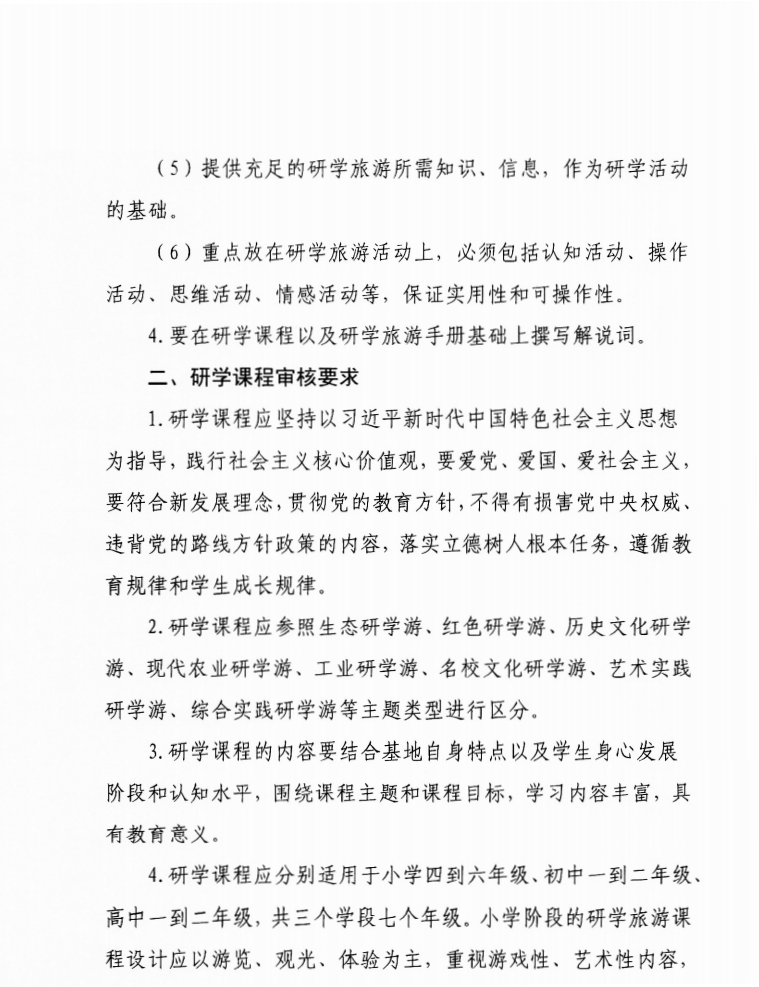 （5）提供充足的研学旅游所需知识、信息，作为研学活动
的基础。
（6）重点放在研学旅游活动上，必须包括认知活动、操作
活动、思维活动、情感活动等，保证实用性和可操作性。
4.要在研学课程以及研学旅游手册基础上撰写解说词。
二、研学课程审核要求
1.研学课程应坚持以习近平新时代中国特色社会主义思想
为指导，践行社会主义核心价值观，要爱党、爱国、爱社会主义，
要符合新发展理念，贯彻党的教育方针，不得有损害党中央权威、
违背党的路线方针政策的内容，落实立德树人根本任务，遵循教
育规律和学生成长规律。
2.研学课程应参照生态研学游、红色研学游、历史文化研学
游、现代农业研学游、工业研学游、名校文化研学游、艺术实践
研学游、综合实践研学游等主题类型进行区分。
3.研学课程的内容要结合基地自身特点以及学生身心发展
阶段和认知水平，围绕课程主题和课程目标，学习内容丰富，具
有教育意义。
4.研学课程应分别适用于小学四到六年级、初中一到二年级、
高中一到二年级，共三个学段七个年级。小学阶段的研学旅游课
程设计应以游览、观光、体验为主，重视游戏性、艺术性内容，